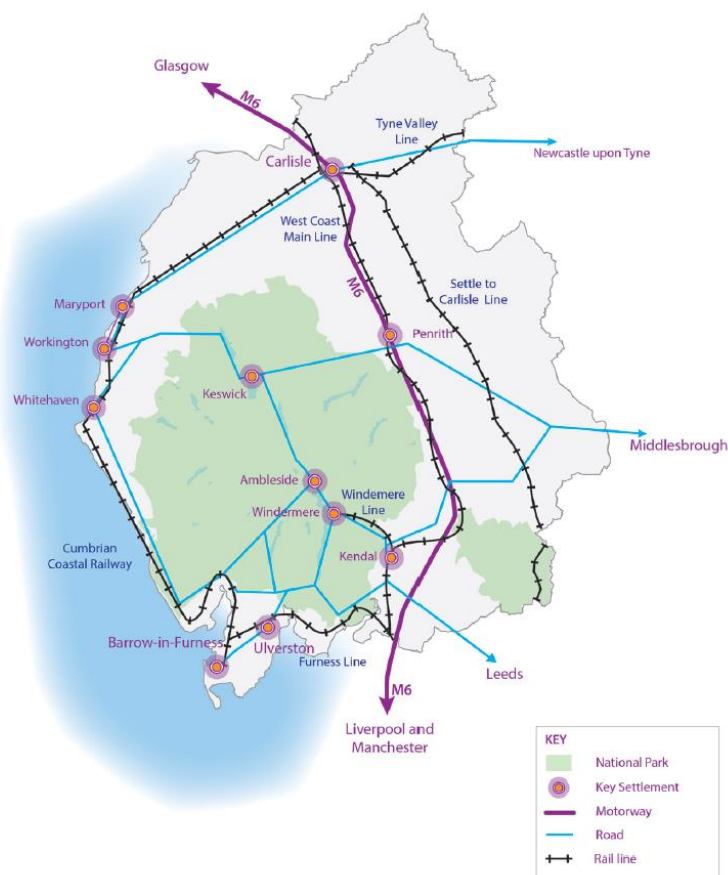 Glasgow
M6
Tyne Valley
Line
Carlisle
Newcastle upon Tyne
West Coast
Main Line
M6
Settle to
Carlisle Line
Maryport
Workington
Penrith
Whitehaven
Keswick
Middlesbrough
Ambleside
Windemere
Line
Windermere
Cumbrian
Coastal Railway
Kendal
Barrow-in-Furness
Ulverston
Furness Line
Leeds
M6
Liverpool and
Manchester
KEY
National Park
Key Settlement
Motorway
Road
Rail line